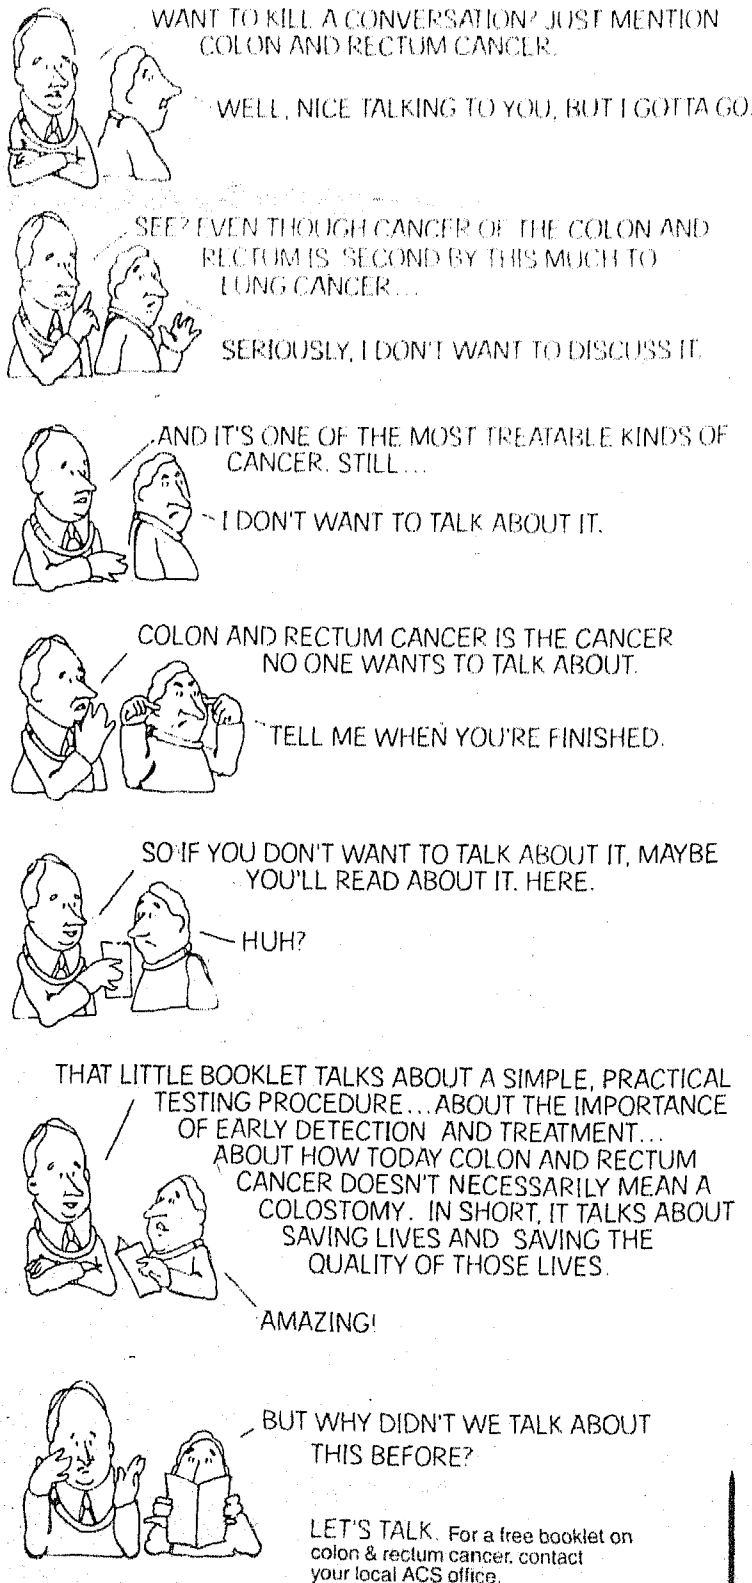 WANT TO KILL A CONVERSATION? JUST MENTION
COLON AND RECTUM CANCER.
WELL, NICE TALKING TO YOU, BUT I GOTTA GO.
SEE? EVEN THOUGH CANCER OF THE COLON AND
RECTUM IS SECOND BY THIS MUCH TO
LUNG CANCER...
SERIOUSLY, I DON'T WANT TO DISCUSS IT.
AND IT'S ONE OF THE MOST TREATABLE KINDS OF
CANCER. STILL...
I DON'T WANT TO TALK ABOUT IT.
COLON AND RECTUM CANCER IS THE CANCER
NO ONE WANTS TO TALK ABOUT.
TELL ME WHEN YOU'RE FINISHED.
SO IF YOU DON'T WANT TO TALK ABOUT IT, MAYBE
YOU'LL READ ABOUT IT. HERE.
HUH?
THAT LITTLE BOOKLET TALKS ABOUT A SIMPLE, PRACTICAL
TESTING PROCEDURE...ABOUT THE IMPORTANCE
OF EARLY DETECTION AND TREATMENT...
ABOUT HOW TODAY COLON AND RECTUM
CANCER DOESN'T NECESSARILY MEAN A
COLOSTOMY. IN SHORT, IT TALKS ABOUT
SAVING LIVES AND SAVING THE
QUALITY OF THOSE LIVES.
AMAZING!
BUT WHY DIDN'T WE TALK ABOUT
THIS BEFORE?
LET'S TALK. For a free booklet on
colon & rectum cancer, contact
your local ACS office.